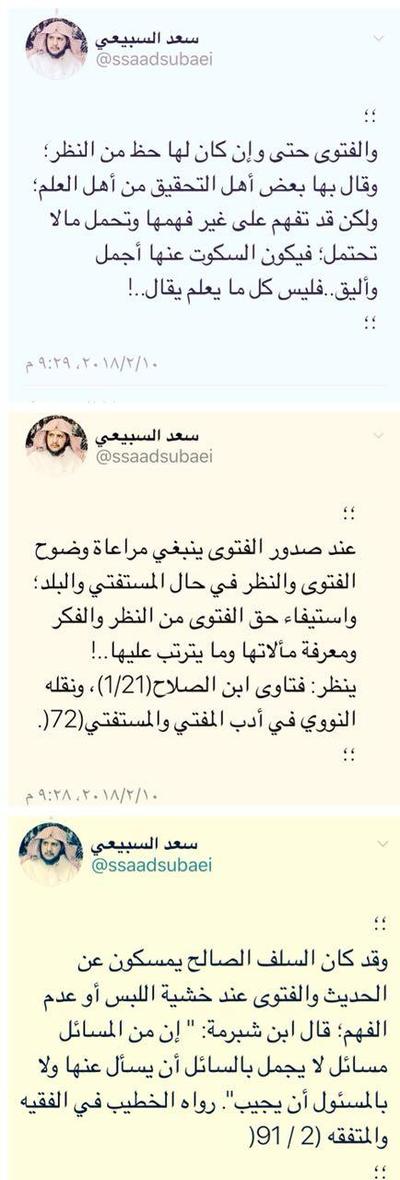 سعد السبيعي
@ssaadsubaei
؛؛
والفتوى حتى وإن كان لها حظ من النظر؛
وقال بها بعض أهل التحقيق من أهل العلم؛
ولكن قد تفهم على غير فهمها وتحمل مالا
تحتمل؛ فيكون السكوت عنها أجمل
وأليق..فليس كل ما يعلم يقال..!
؛؛
٢٠١٨/٢/١٠، ٩:٢٩ م
سعد السبيعي
@ssaadsubaei
؛؛
عند صدور الفتوى ينبغي مراعاة وضوح
الفتوى والنظر في حال المستفتي والبلد؛
واستيفاء حق الفتوى من النظر والفكر
ومعرفة مألاتها وما يترتب عليها..!
ينظر: فتاوى ابن الصلاح(1/21)، ونقله
النووي في أدب المفتي والمستفتي(72(.
؛؛
٢٠١٨/٢/١٠، ٩:٢٨ م
سعد السبيعي
@ssaadsubaei
؛؛
وقد كان السلف الصالح يمسكون عن
الحديث والفتوى عند خشية اللبس أو عدم
الفهم؛ قال ابن شبرمة: " إن من المسائل
مسائل لا يجمل بالسائل أن يسأل عنها ولا
بالمسئول أن يجيب". رواه الخطيب في الفقيه
والمتفقه (2 / 91(
؛؛